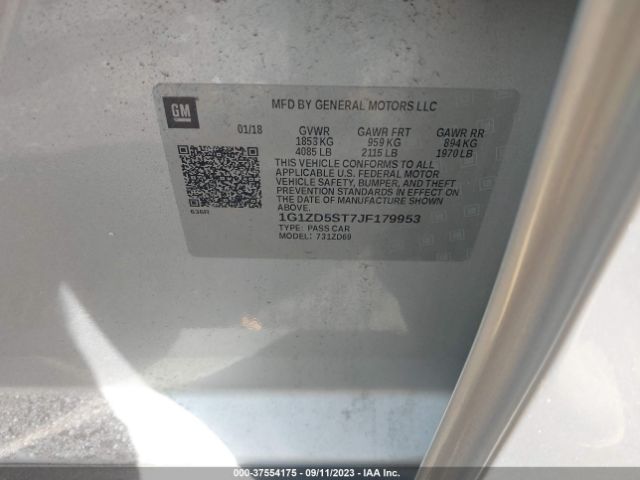 GM
MFD BY GENERAL MOTORS LLC
01/18 GVWR GAWR FRT GAWR RR
1853 KG 959 KG 894 KG
4085 LB 2115 LB 1970 LB
THIS VEHICLE CONFORMS TO ALL
APPLICABLE U.S. FEDERAL MOTOR
VEHICLE SAFETY, BUMPER, AND THEFT
PREVENTION STANDARDS IN EFFECT ON
THE DATE OF MANUFACTURE SHOWN ABOVE.
636R
1G1ZD5ST7JF179953
TYPE: PASS CAR
MODEL: 731ZD69
000-37554175 - 09/11/2023 - IAA Inc.